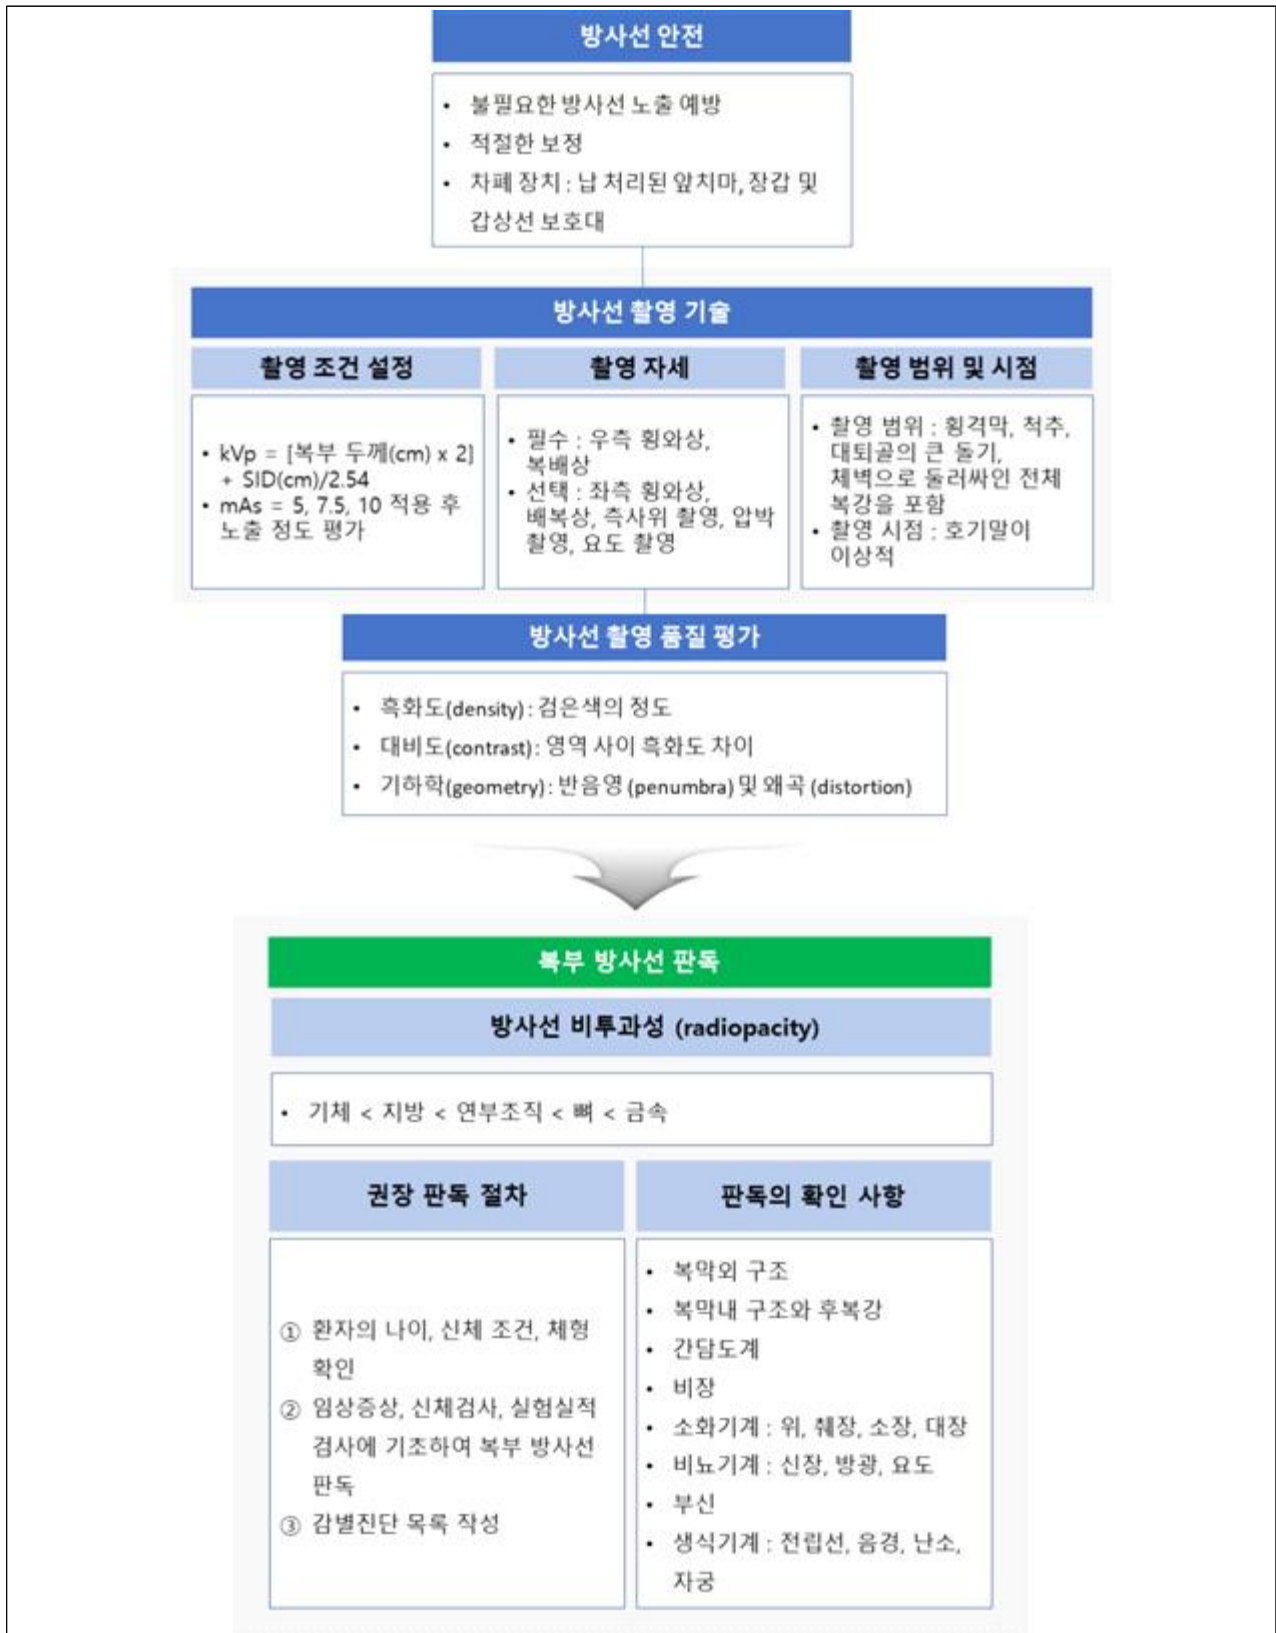 방사선 안전
• 불필요한 방사선 노출 예방
• 적절한 보정
• 차폐 장치 : 납 처리된 앞치마, 장갑 및
갑상선 보호대
방사선 촬영 기술
촬영 조건 설정
• kVp = [복부 두께(cm) x 2]
+ SID(cm)/2.54
• mAs = 5, 7.5, 10 적용 후
노출 정도 평가
촬영 자세
• 필수 : 우측 횡와상,
복배상
• 선택 : 좌측 횡와상,
배복상, 측사위 촬영, 압박
촬영, 요도 촬영
촬영 범위 및 시점
• 촬영 범위 : 횡격막, 척추,
대퇴골의 큰 돌기,
체벽으로 둘러싸인 전체
복강을 포함
• 촬영 시점 : 호기말이
이상적
방사선 촬영 품질 평가
• 흑화도(density) : 검은색의 정도
• 대비도(contrast) : 영역 사이 흑화도 차이
• 기하학(geometry) : 반음영 (penumbra) 및 왜곡 (distortion)
복부 방사선 판독
방사선 비투과성 (radiopacity)
• 기체 < 지방 < 연부조직 < 뼈 < 금속
권장 판독 절차
① 환자의 나이, 신체 조건, 체형
확인
② 임상증상, 신체검사, 실험실적
검사에 기초하여 복부 방사선
판독
③ 감별진단 목록 작성
판독의 확인 사항
• 복막외 구조
• 복막내 구조와 후복강
• 간담도계
• 비장
• 소화기계 : 위, 췌장, 소장, 대장
• 비뇨기계 : 신장, 방광, 요도
• 부신
• 생식기계 : 전립선, 음경, 난소,
자궁